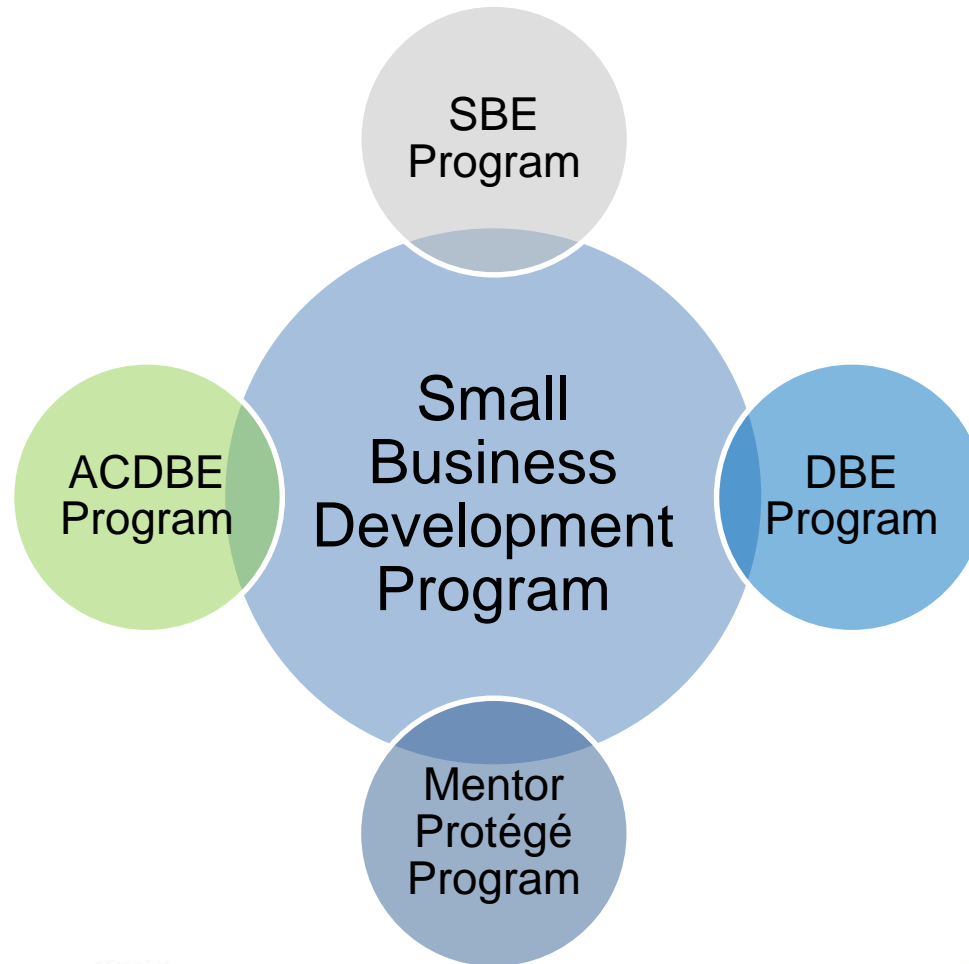 SBE
Program
Small
Business
Development
Program
ACDBE
Program
DBE
Program
Mentor
Protégé
Program